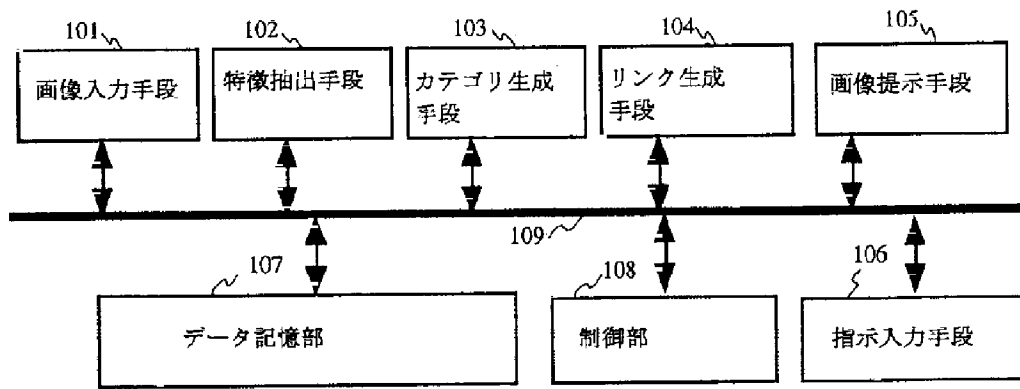 101
102
103
104
105
画像入力手段
特徴抽出手段
カテゴリ生成
手段
リンク生成
手段
画像提示手段
109
107
108
106
データ記憶部
制御部
指示入力手段